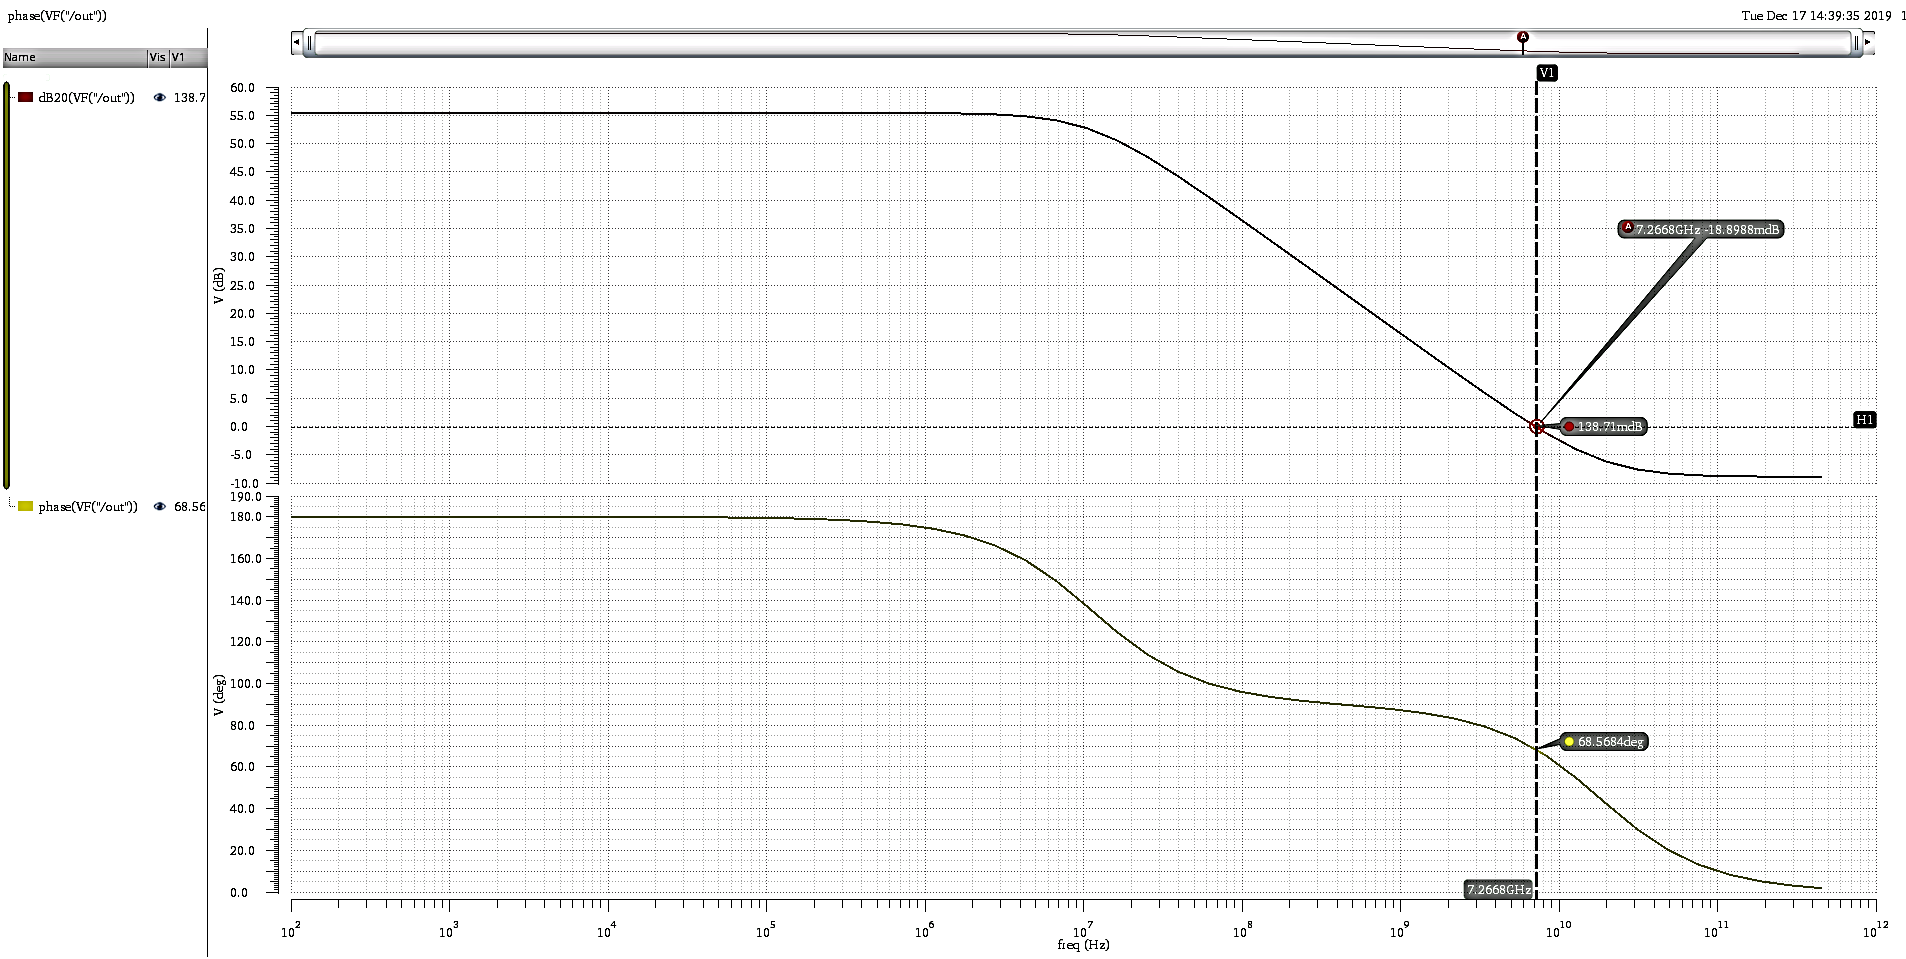 phase(VF("/out"))
Tue Dec 17 14:39:35 2019 1
Name Vis V1
dB20(VF("/out")) 138.7
phase(VF("/out")) 68.56
A
V1
60.0
55.0
50.0
45.0
40.0
35.0
30.0
25.0
20.0
15.0
10.0
5.0
0.0
-5.0
-10.0
V (dB)
A 7.2668GHz -18.8988mdB
-138.71mdB
H1
190.0
180.0
160.0
140.0
120.0
100.0
80.0
60.0
40.0
20.0
0.0
V (deg)
68.5684deg
7.2668GHz
10² 10³ 10⁴ 10⁵ 10⁶ 10⁷ 10⁸ 10⁹ 10¹⁰ 10¹¹ 10¹²
freq (Hz)